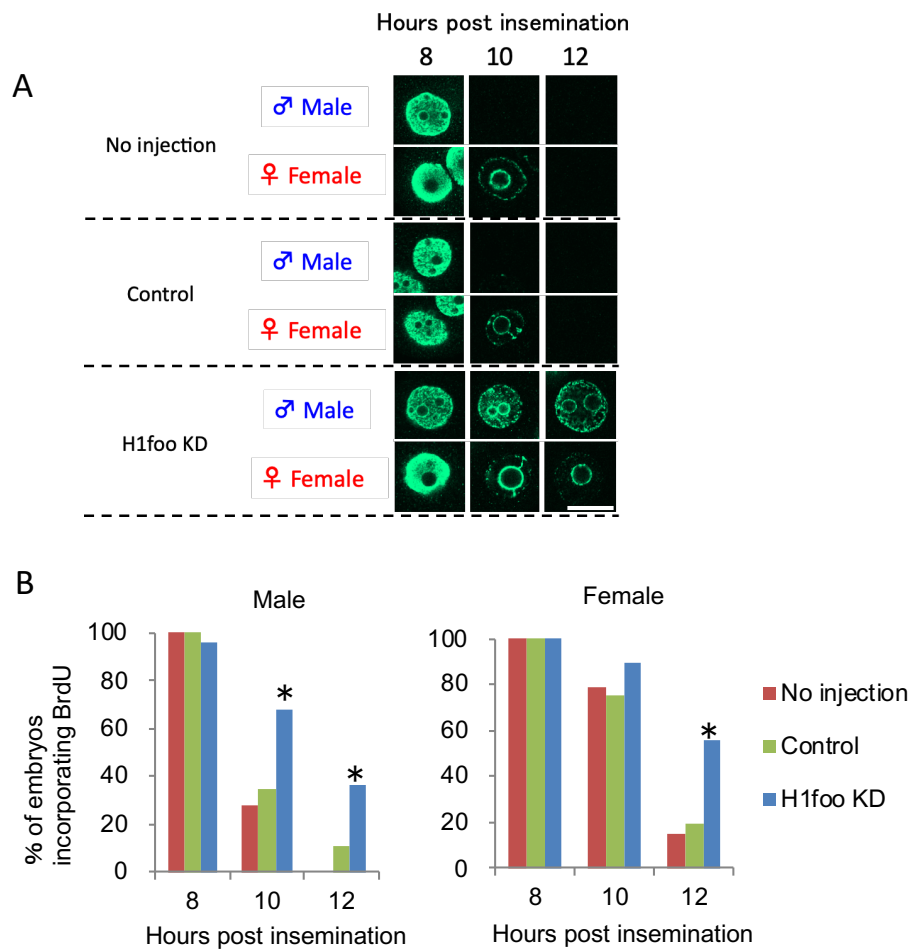 Hours post insemination
8 10 12
A
♂ Male
No injection
♀ Female
♂ Male
Control
♀ Female
♂ Male
H1foo KD
♀ Female
B
Male
% of embryos
incorporating BrdU
100
80
60
40
20
0
*
*
8 10 12
Hours post insemination
Female
100
80
60
40
20
0
*
8 10 12
Hours post insemination
No injection
Control
H1foo KD